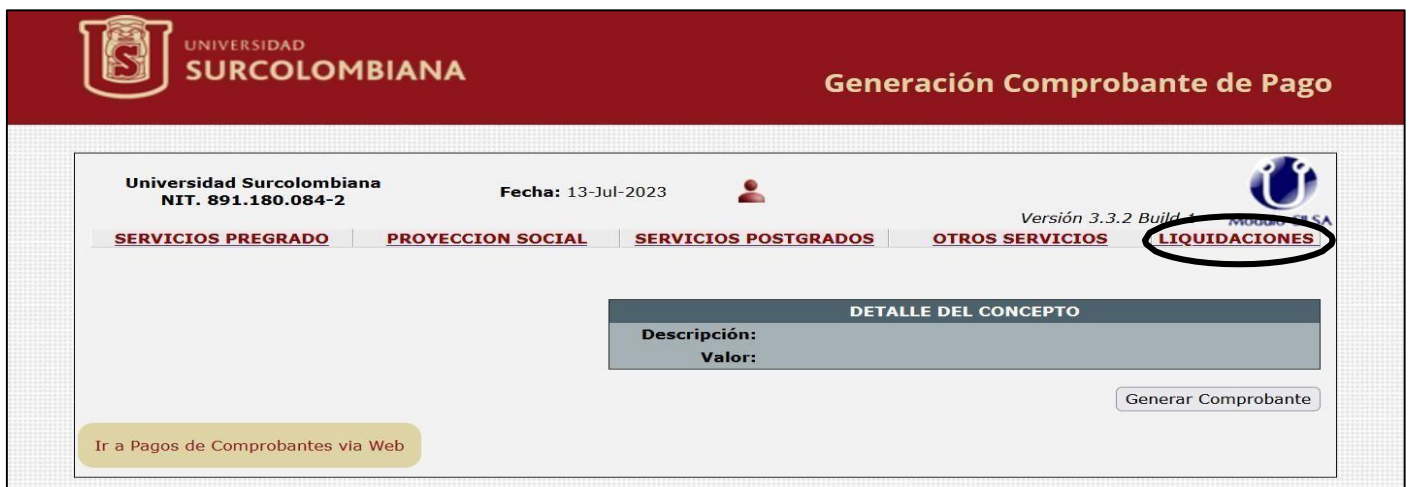 UNIVERSIDAD
SURCOLOMBIANA
Generación Comprobante de Pago
Universidad Surcolombiana
NIT. 891.180.084-2
Fecha: 13-Jul-2023
Versión 3.3.2 Build
SERVICIOS PREGRADO PROYECCION SOCIAL SERVICIOS POSTGRADOS OTROS SERVICIOS LIQUIDACIONES
DETALLE DEL CONCEPTO
Descripción:
Valor:
Generar Comprobante
Ir a Pagos de Comprobantes via Web